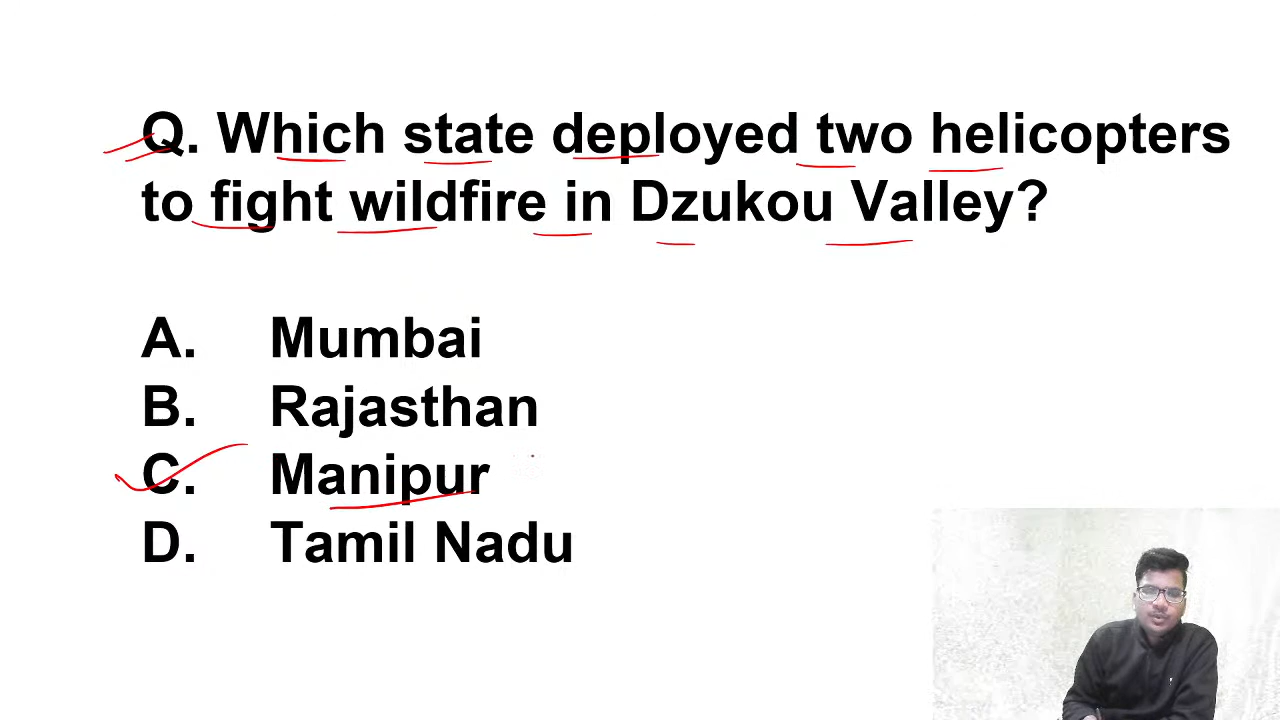 Q. Which state deployed two helicopters
to fight wildfire in Dzukou Valley?
A. Mumbai
B. Rajasthan
C. Manipur
D. Tamil Nadu